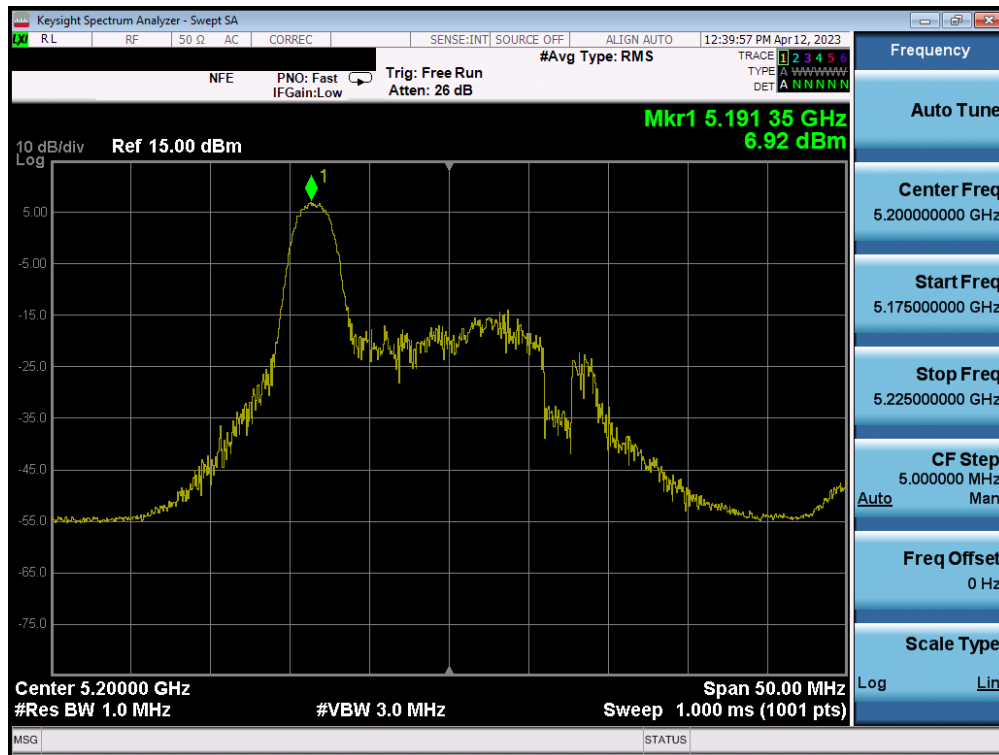 Keysight Spectrum Analyzer - Swept SA
LXI RL RF 50 Ω AC CORREC SENSE:INT SOURCE OFF ALIGN AUTO 12:39:57 PM Apr 12, 2023
#Avg Type: RMS
TRACE 1 2 3 4 5 6
NFE PNO: Fast Trig: Free Run
TYPE A WWWWW
IFGain:Low Atten: 26 dB
DET A N N N N N
Mkr1 5.191 35 GHz
6.92 dBm
10 dB/div Ref 15.00 dBm
Log
1
5.00
-5.00
-15.0
-25.0
-35.0
-45.0
-55.0
-65.0
-75.0
Center 5.20000 GHz Span 50.00 MHz
#Res BW 1.0 MHz #VBW 3.0 MHz Sweep 1.000 ms (1001 pts)
MSG STATUS
Frequency
Auto Tune
Center Freq
5.200000000 GHz
Start Freq
5.175000000 GHz
Stop Freq
5.225000000 GHz
CF Step
5.000000 MHz
Auto Man
Freq Offset
0 Hz
Scale Type
Log Lin